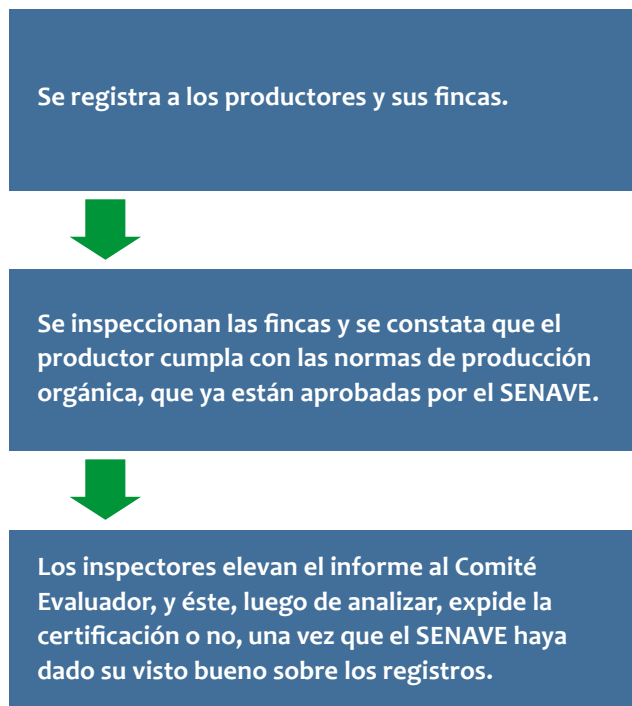 Se registra a los productores y sus fincas.
Se inspeccionan las fincas y se constata que el
productor cumpla con las normas de producción
orgánica, que ya están aprobadas por el SENAVE.
Los inspectores elevan el informe al Comité
Evaluador, y éste, luego de analizar, expide la
certificación o no, una vez que el SENAVE haya
dado su visto bueno sobre los registros.